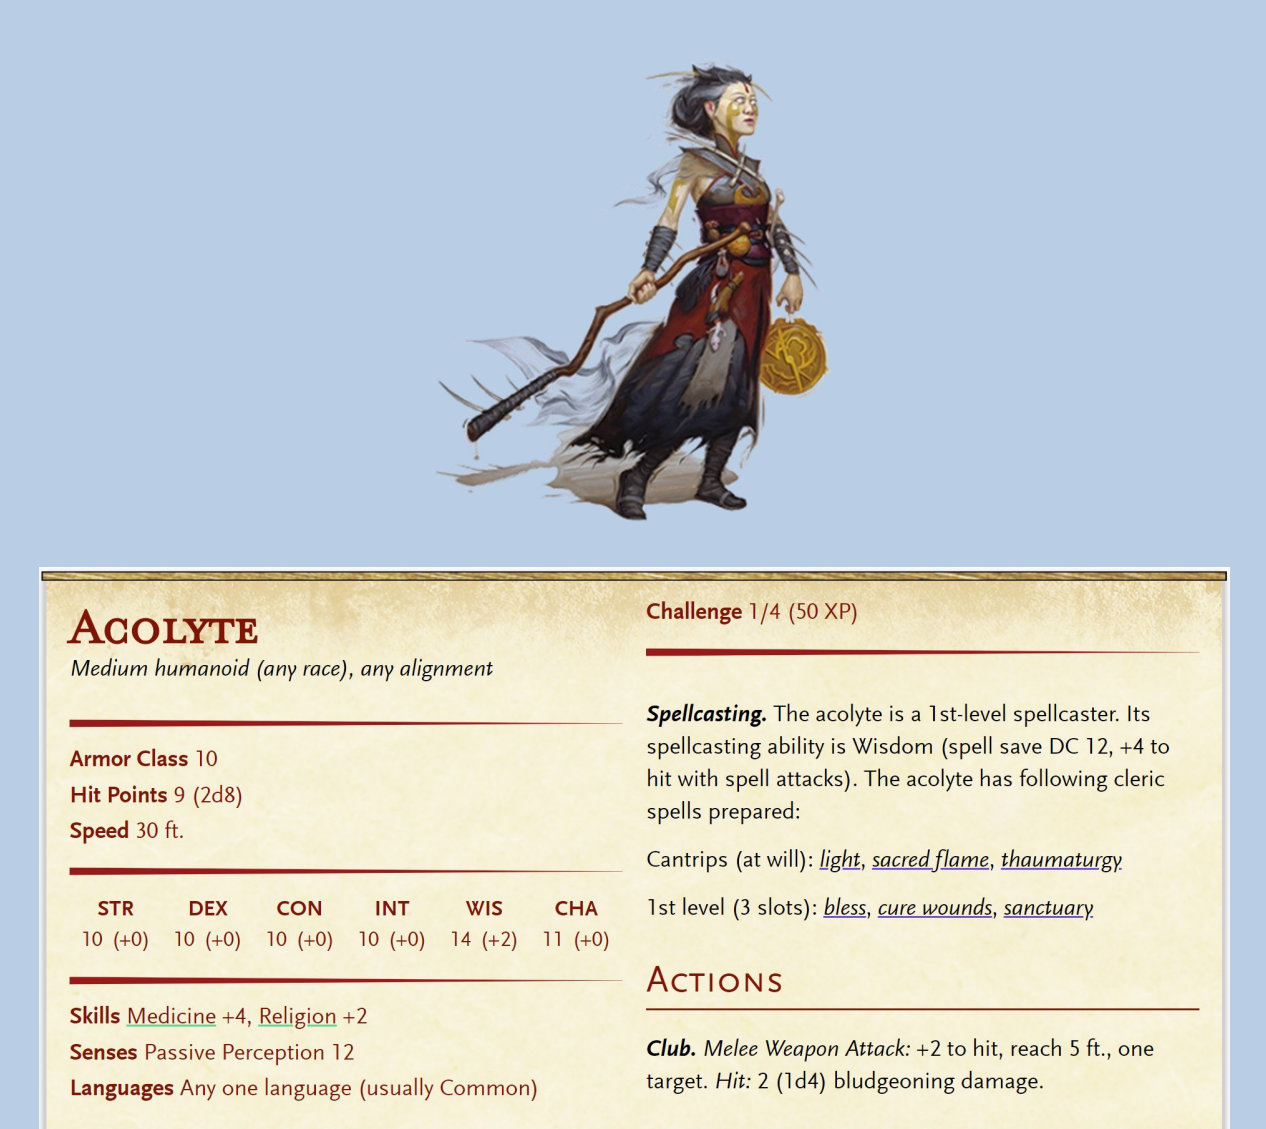 Acolyte
Medium humanoid (any race), any alignment
Armor Class 10
Hit Points 9 (2d8)
Speed 30 ft.
STR DEX CON INT WIS CHA
10 (+0) 10 (+0) 10 (+0) 10 (+0) 14 (+2) 11 (+0)
Skills Medicine +4, Religion +2
Senses Passive Perception 12
Languages Any one language (usually Common)
Challenge 1/4 (50 XP)
Spellcasting. The acolyte is a 1st-level spellcaster. Its
spellcasting ability is Wisdom (spell save DC 12, +4 to
hit with spell attacks). The acolyte has following cleric
spells prepared:
Cantrips (at will): light, sacred flame, thaumaturgy
1st level (3 slots): bless, cure wounds, sanctuary
Actions
Club. Melee Weapon Attack: +2 to hit, reach 5 ft., one
target. Hit: 2 (1d4) bludgeoning damage.